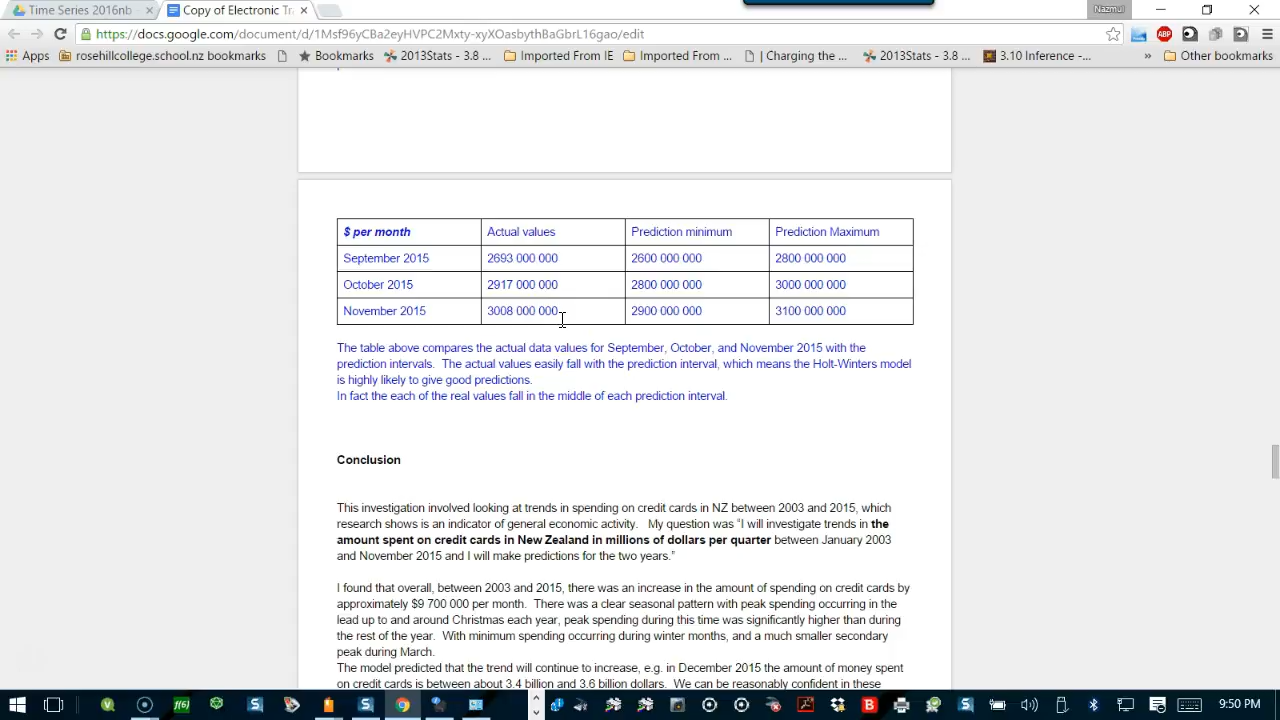 Time Series 2016nb
Copy of Electronic Tr
Nazmul
https://docs.google.com/document/d/1Msf96yCBa2eyHVPC2Mxty-xyXOasbythBaGbrL16gao/edit
Apps
rosehillcollege.school.nz bookmarks
Bookmarks
2013Stats - 3.8 ...
Imported From IE
Imported From ...
| Charging the ...
2013Stats - 3.8 ...
3.10 Inference -...
»
Other bookmarks
$ per month Actual values Prediction minimum Prediction Maximum
September 2015 2693 000 000 2600 000 000 2800 000 000
October 2015 2917 000 000 2800 000 000 3000 000 000
November 2015 3008 000 000 2900 000 000 3100 000 000
The table above compares the actual data values for September, October, and November 2015 with the
prediction intervals. The actual values easily fall with the prediction interval, which means the Holt-Winters model
is highly likely to give good predictions.
In fact the each of the real values fall in the middle of each prediction interval.
Conclusion
This investigation involved looking at trends in spending on credit cards in NZ between 2003 and 2015, which
research shows is an indicator of general economic activity. My question was "I will investigate trends in the
amount spent on credit cards in New Zealand in millions of dollars per quarter between January 2003
and November 2015 and I will make predictions for the two years."
I found that overall, between 2003 and 2015, there was an increase in the amount of spending on credit cards by
approximately $9 700 000 per month. There was a clear seasonal pattern with peak spending occurring in the
lead up to and around Christmas each year, peak spending during this time was significantly higher than during
the rest of the year. With minimum spending occurring during winter months, and a much smaller secondary
peak during March.
The model predicted that the trend will continue to increase, e.g. in December 2015 the amount of money spent
on credit cards is between about 3.4 billion and 3.6 billion dollars. We can be reasonably confident in these
9:50 PM